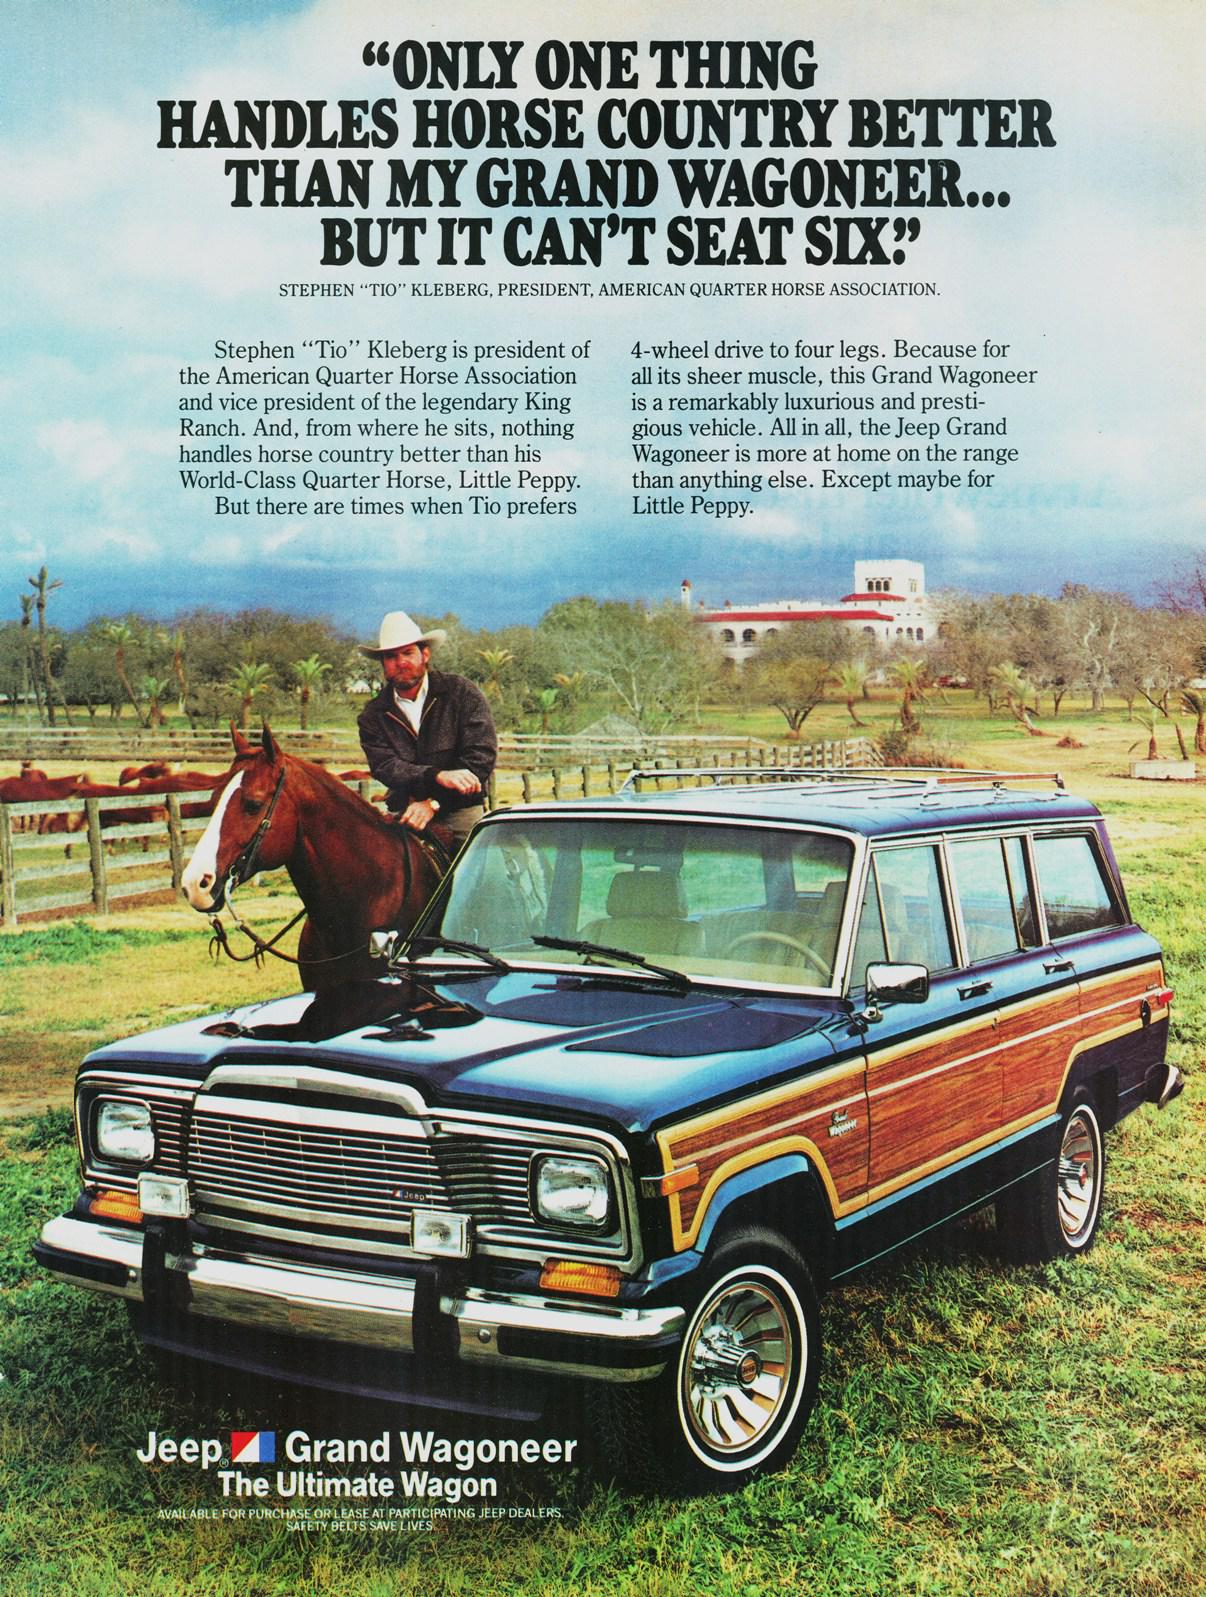 “ONLY ONE THING
HANDLES HORSE COUNTRY BETTER
THAN MY GRAND WAGONEER...
BUT IT CAN’T SEAT SIX.”
STEPHEN “TIO” KLEBERG, PRESIDENT, AMERICAN QUARTER HORSE ASSOCIATION.
Stephen “Tio” Kleberg is president of
the American Quarter Horse Association
and vice president of the legendary King
Ranch. And, from where he sits, nothing
handles horse country better than his
World-Class Quarter Horse, Little Peppy.
But there are times when Tio prefers
4-wheel drive to four legs. Because for
all its sheer muscle, this Grand Wagoneer
is a remarkably luxurious and presti-
gious vehicle. All in all, the Jeep Grand
Wagoneer is more at home on the range
than anything else. Except maybe for
Little Peppy.
Grand
Wagoneer
Jeep
Jeep® Grand Wagoneer
The Ultimate Wagon
AVAILABLE FOR PURCHASE OR LEASE AT PARTICIPATING JEEP DEALERS.
SAFETY BELTS SAVE LIVES.